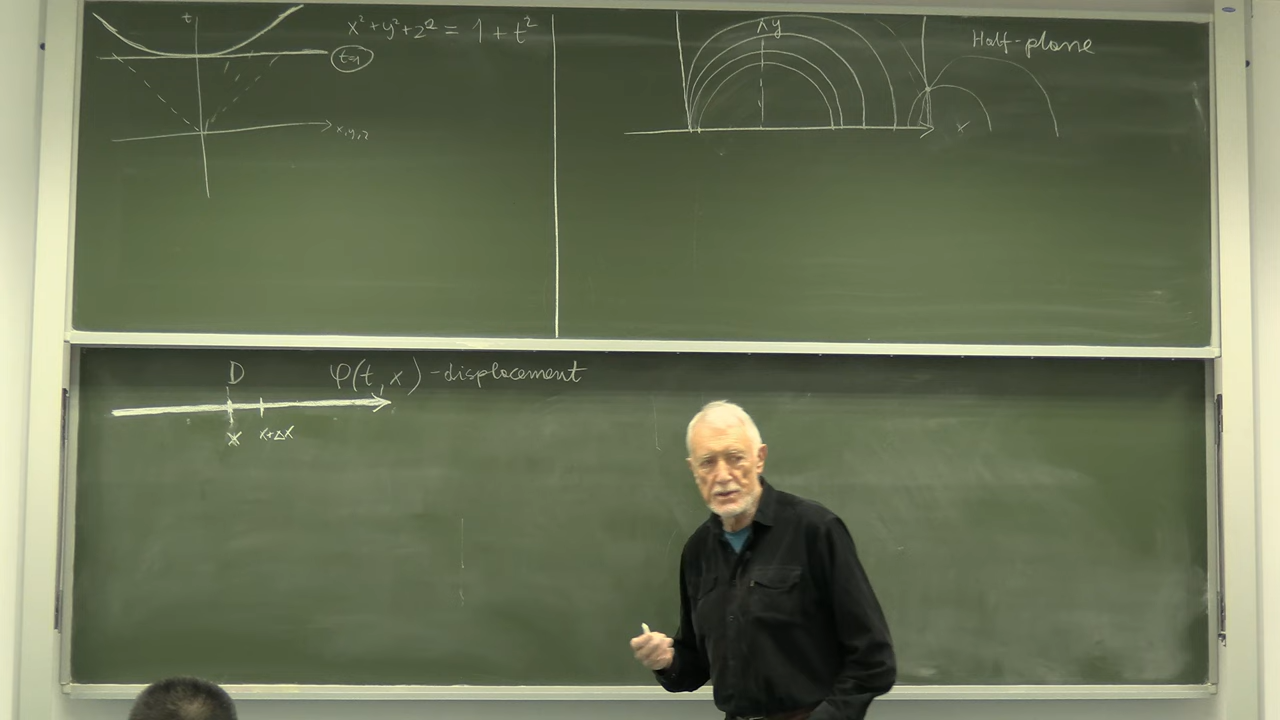 t
x² + y² + z² = 1 + t²
t=1
x,y,z
y
Half-plane
x
D
φ(t,x) - displacement
x
x+Δx